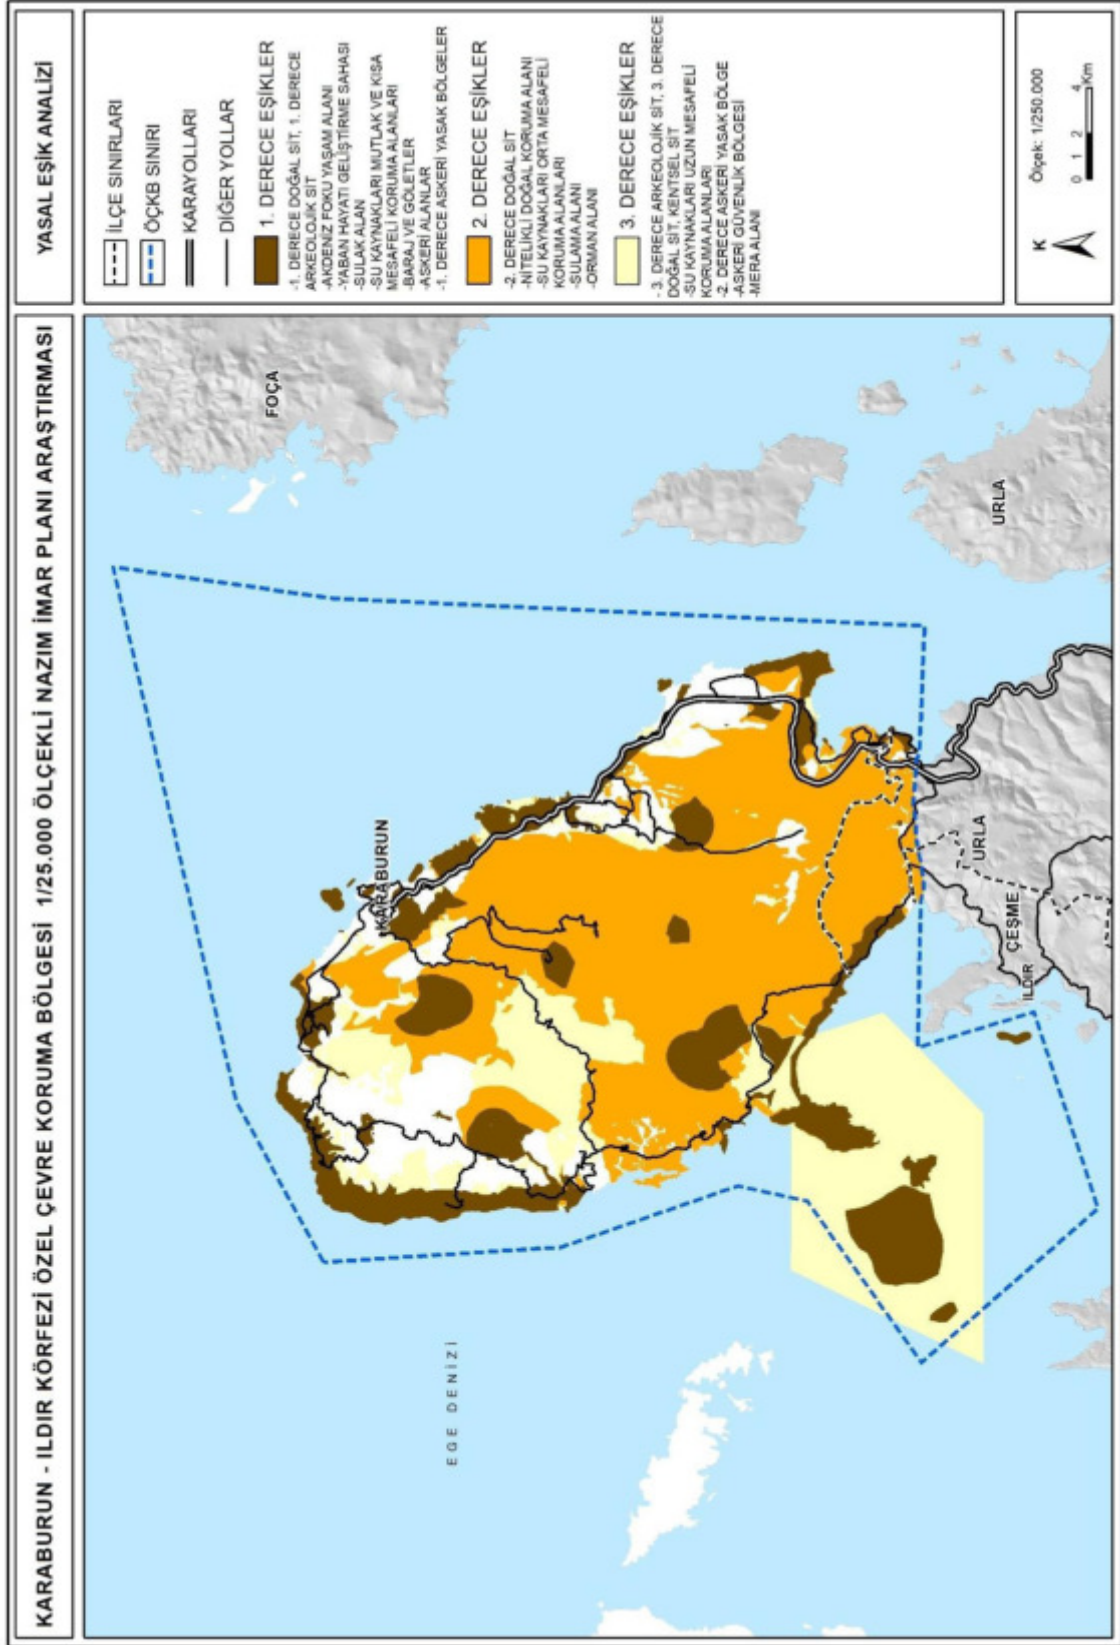 KARABURUN - ILDIR KÖRFEZİ ÖZEL ÇEVRE KORUMA BÖLGESİ 1/25.000 ÖLÇEKLİ NAZIM İMAR PLANI ARAŞTIRMASI
YASAL EŞİK ANALİZİ
FOÇA
KARABURUN
EGE DENİZİ
URLA
URLA
ÇEŞME
ILDIR
İLÇE SINIRLARI
ÖÇKB SINIRI
KARAYOLLARI
DİĞER YOLLAR
1. DERECE EŞİKLER
-1. DERECE DOĞAL SİT, 1. DERECE
ARKEOLOJİK SİT
-AKDENİZ FOKU YAŞAM ALANI
-YABAN HAYATI GELİŞTİRME SAHASI
-SULAK ALAN
-SU KAYNAKLARI MUTLAK VE KISA
MESAFELİ KORUMA ALANLARI
-BARAJ VE GÖLETLER
-ASKERİ ALANLAR
-1. DERECE ASKERİ YASAK BÖLGELER
2. DERECE EŞİKLER
-2. DERECE DOĞAL SİT
-NİTELİKLİ DOĞAL KORUMA ALANI
-SU KAYNAKLARI ORTA MESAFELİ
KORUMA ALANLARI
-SULAMA ALANI
-ORMAN ALANI
3. DERECE EŞİKLER
- 3. DERECE ARKEOLOJİK SİT, 3. DERECE
DOĞAL SİT, KENTSEL SİT
-SU KAYNAKLARI UZUN MESAFELİ
KORUMA ALANLARI
-2. DERECE ASKERİ YASAK BÖLGE
-ASKERİ GÜVENLİK BÖLGESİ
-MERA ALANI
K
Ölçek: 1/250.000
0 1 2 4 Km